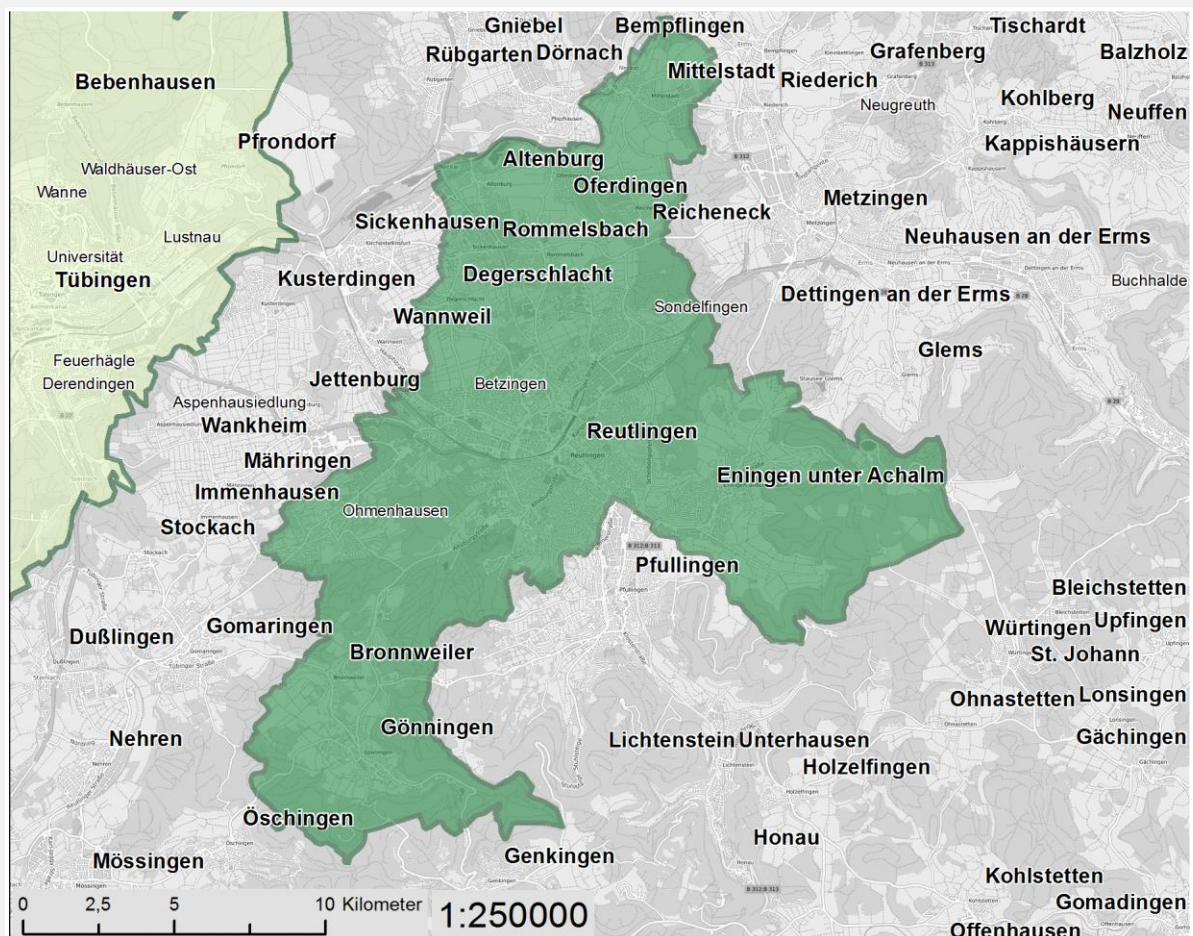 Gniebel
Bempflingen
Tischardt
Rübgarten
Dörnach
Grafenberg
Balzholz
Bebenhausen
Mittelstadt
Riederich
Neugreuth
Kohlberg
Neuffen
Pfrondorf
Kappishäusern
Altenburg
Waldhäuser-Ost
Wanne
Oferdingen
Metzingen
Sickenhausen
Rommelsbach
Reicheneck
Lustnau
Neuhausen an der Erms
Universität
Tübingen
Kusterdingen
Degerschlacht
Buchhalde
Dettingen an der Erms
Sondelfingen
Wannweil
Glems
Feuerhägle
Derendingen
Jettenburg
Betzingen
Aspenhausiedlung
Wankheim
Reutlingen
Mähringen
Eningen unter Achalm
Immenhausen
Ohmenhausen
Stockach
Pfullingen
Bleichstetten
Dußlingen
Gomaringen
Würtingen
Upfingen
Bronnweiler
St. Johann
Ohnastetten
Lonsingen
Gönningen
Nehren
Lichtenstein
Unterhausen
Gächingen
Holzelfingen
Öschingen
Honau
Mössingen
Genkingen
Kohlstetten
Gomadingen
0 2,5 5 10 Kilometer
1:250000
Offenhausen